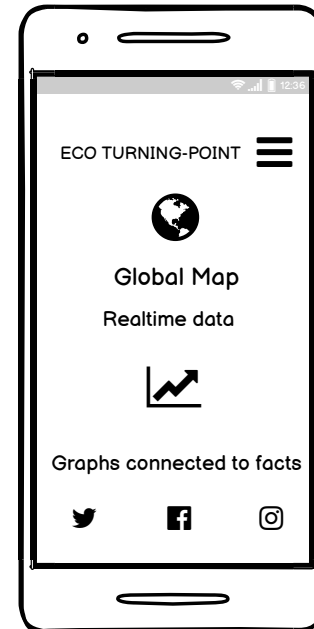 12:36
ECO TURNING-POINT
Global Map
Realtime data
Graphs connected to facts